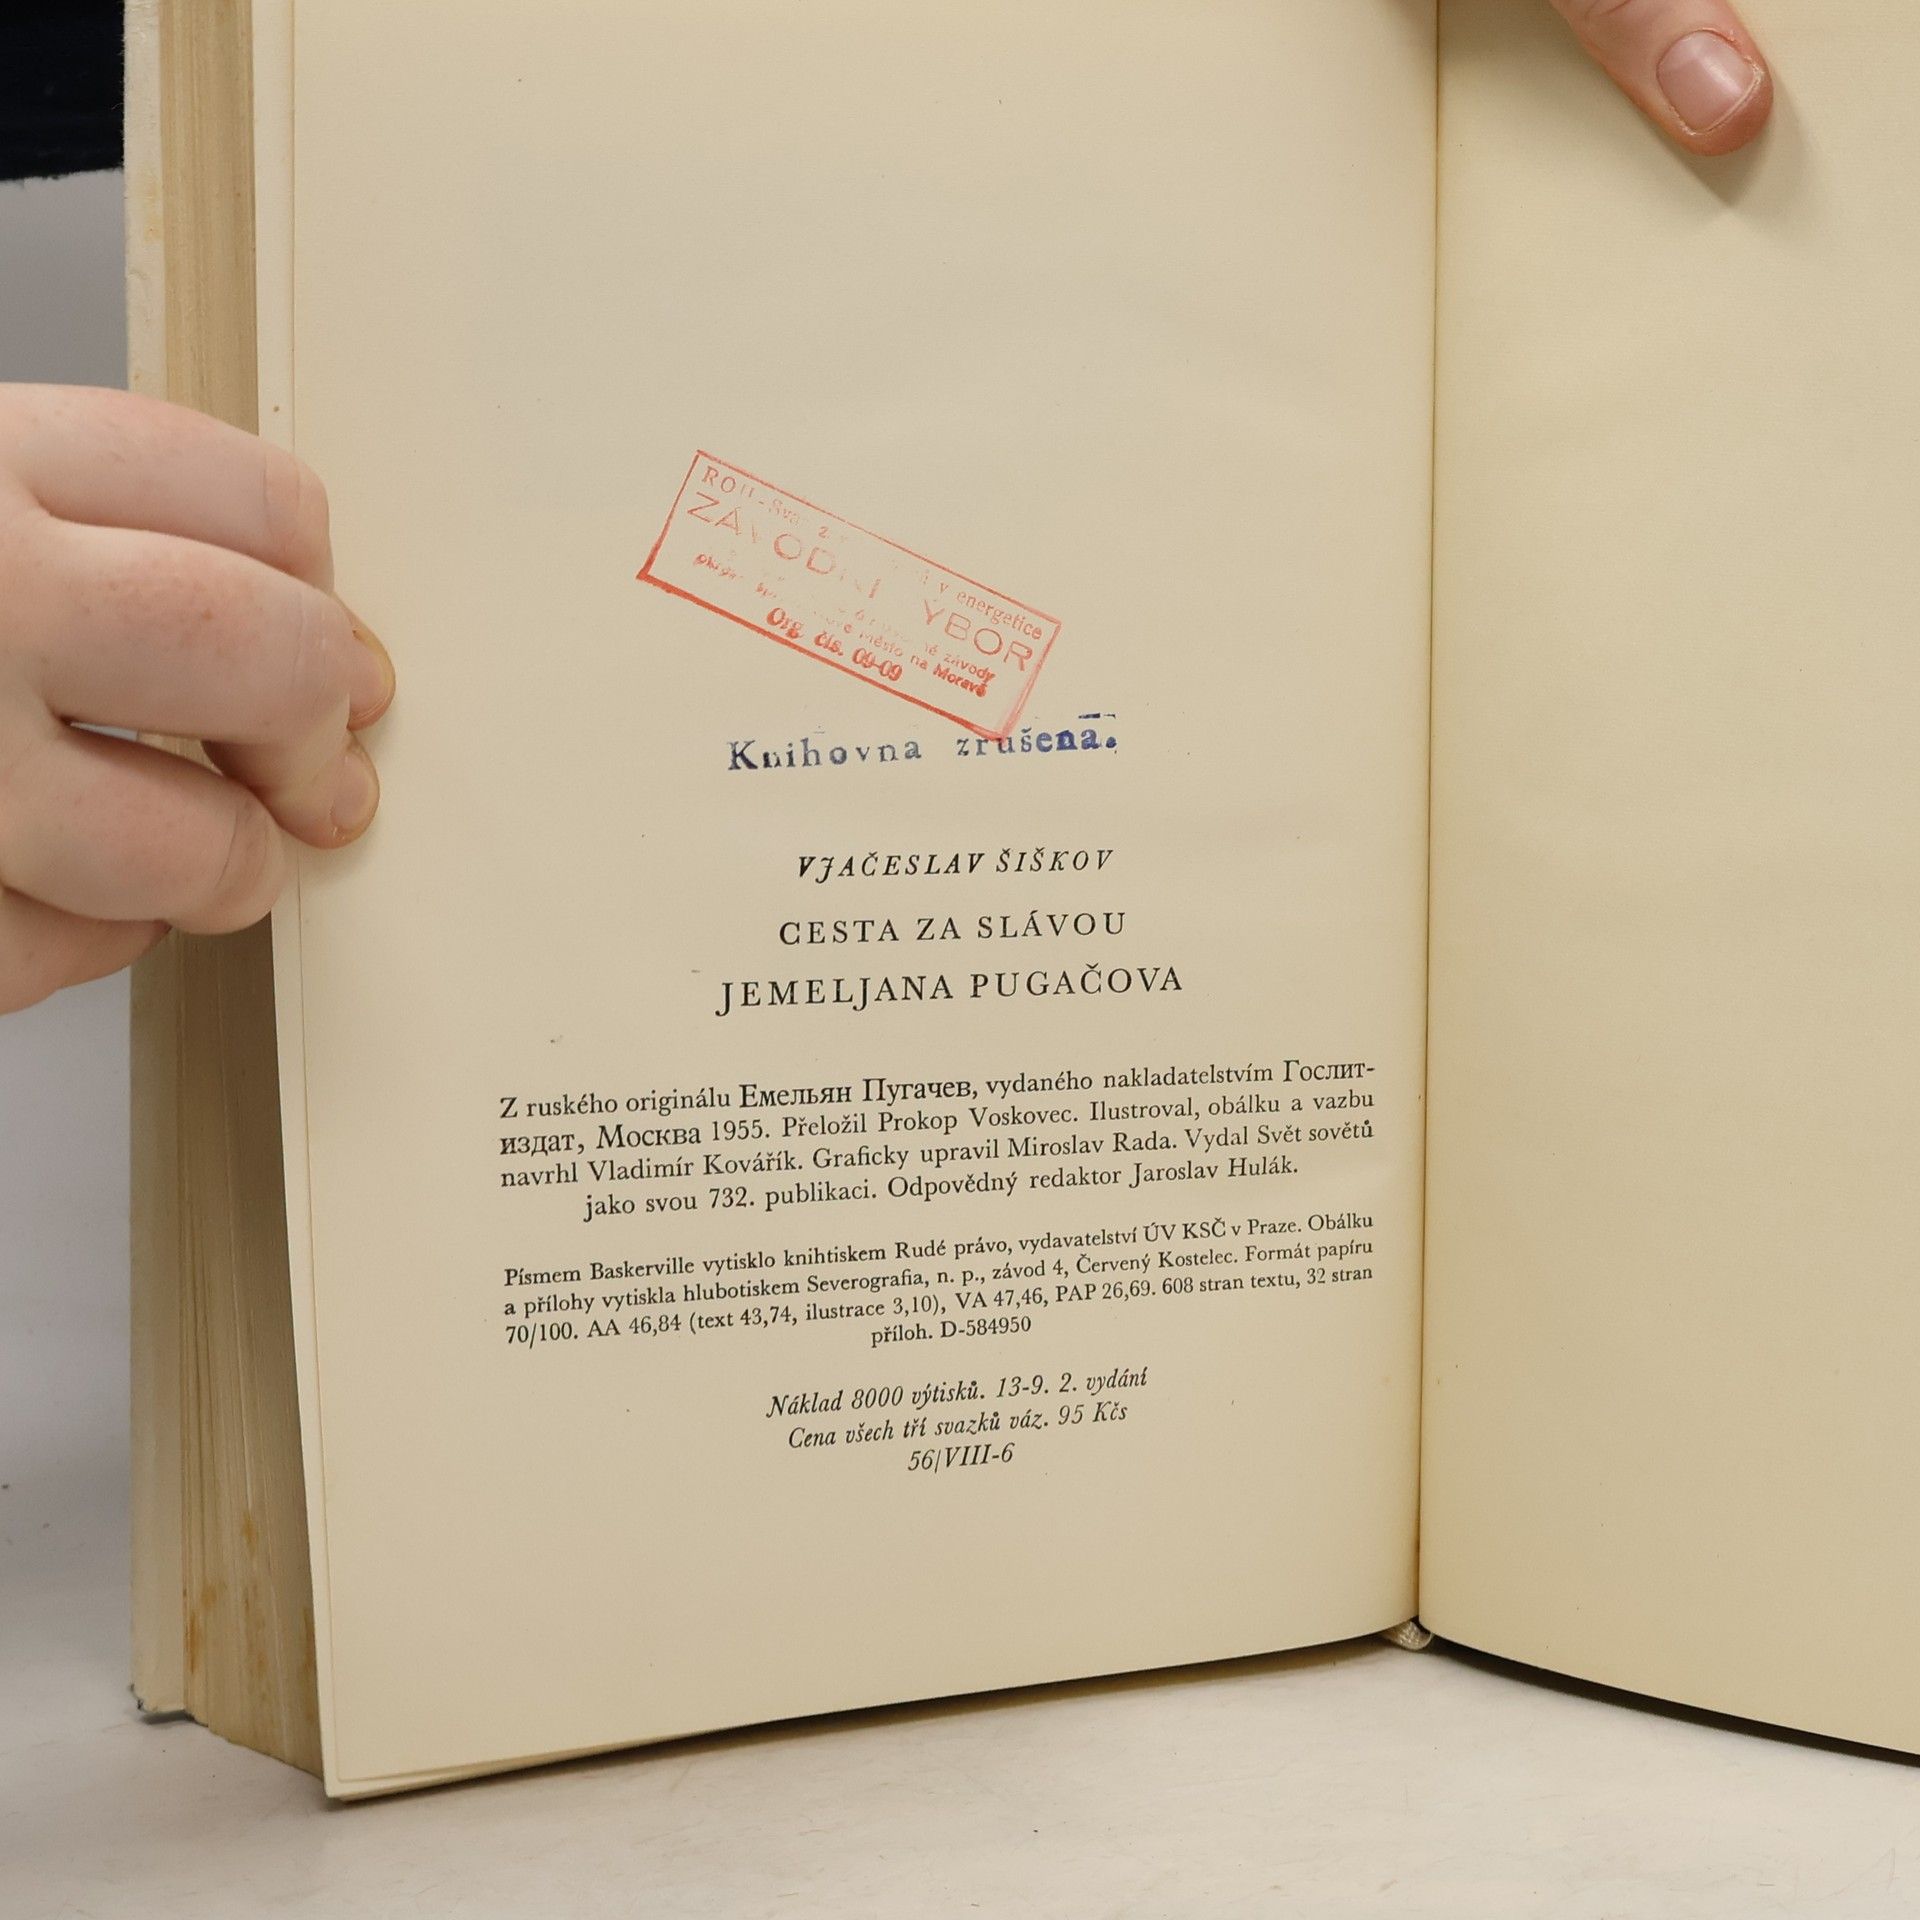 energetice
ZÁVODNÍ VÝBOR
závody
Město na Moravě
Org. čís. 09-09
Knihovna zrušena.
VJAČESLAV ŠIŠKOV
CESTA ZA SLÁVOU
JEMELJANA PUGAČOVA
Z ruského originálu Емельян Пугачев, vydaného nakladatelstvím Гослит-
издат, Москва 1955. Přeložil Prokop Voskovec. Ilustroval, obálku a vazbu
navrhl Vladimír Kovářík. Graficky upravil Miroslav Rada. Vydal Svět sovětů
jako svou 732. publikaci. Odpovědný redaktor Jaroslav Hulák.
Písmem Baskerville vytisklo knihtiskem Rudé právo, vydavatelství ÚV KSČ v Praze. Obálku
a přílohy vytiskla hlubotiskem Severografia, n. p., závod 4, Červený Kostelec. Formát papíru
70/100. AA 46,84 (text 43,74, ilustrace 3,10), VA 47,46, PAP 26,69. 608 stran textu, 32 stran
příloh. D-584950
Náklad 8000 výtisků. 13-9. 2. vydání
Cena všech tří svazků váz. 95 Kčs
56/VIII-6